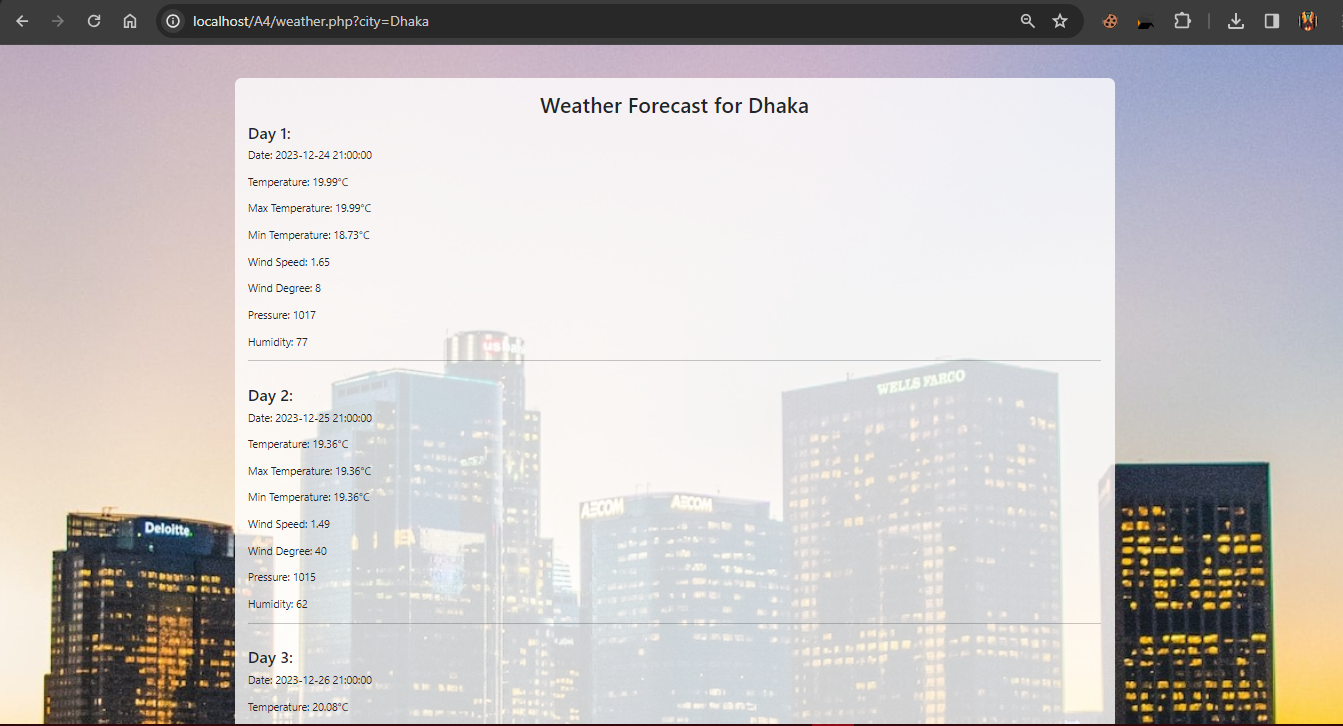 localhost/A4/weather.php?city=Dhaka
Weather Forecast for Dhaka
Day 1:
Date: 2023-12-24 21:00:00
Temperature: 19.99°C
Max Temperature: 19.99°C
Min Temperature: 18.73°C
Wind Speed: 1.65
Wind Degree: 8
Pressure: 1017
Humidity: 77
WELLS FARGO
Day 2:
Date: 2023-12-25 21:00:00
Temperature: 19.36°C
Max Temperature: 19.36°C
Min Temperature: 19.36°C
AECOM AECOM
Wind Speed: 1.49
Deloitte.
Wind Degree: 40
Pressure: 1015
Humidity: 62
Day 3:
Date: 2023-12-26 21:00:00
Temperature: 20.08°C